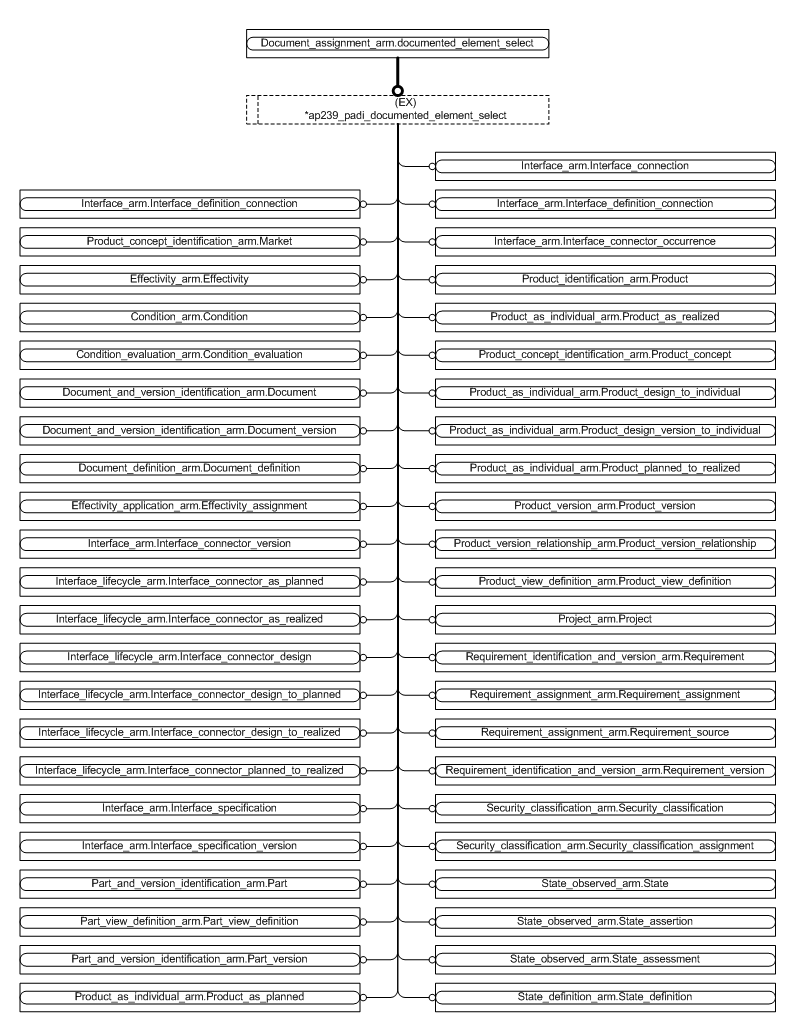 Document_assignment_arm.documented_element_select
(EX)
*ap239_padi_documented_element_select
Interface_arm.Interface_connection
Interface_arm.Interface_definition_connection
Interface_arm.Interface_definition_connection
Product_concept_identification_arm.Market
Interface_arm.Interface_connector_occurrence
Effectivity_arm.Effectivity
Product_identification_arm.Product
Condition_arm.Condition
Product_as_individual_arm.Product_as_realized
Condition_evaluation_arm.Condition_evaluation
Product_concept_identification_arm.Product_concept
Document_and_version_identification_arm.Document
Product_as_individual_arm.Product_design_to_individual
Document_and_version_identification_arm.Document_version
Product_as_individual_arm.Product_design_version_to_individual
Document_definition_arm.Document_definition
Product_as_individual_arm.Product_planned_to_realized
Effectivity_application_arm.Effectivity_assignment
Product_version_arm.Product_version
Interface_arm.Interface_connector_version
Product_version_relationship_arm.Product_version_relationship
Interface_lifecycle_arm.Interface_connector_as_planned
Product_view_definition_arm.Product_view_definition
Interface_lifecycle_arm.Interface_connector_as_realized
Project_arm.Project
Interface_lifecycle_arm.Interface_connector_design
Requirement_identification_and_version_arm.Requirement
Interface_lifecycle_arm.Interface_connector_design_to_planned
Requirement_assignment_arm.Requirement_assignment
Interface_lifecycle_arm.Interface_connector_design_to_realized
Requirement_assignment_arm.Requirement_source
Interface_lifecycle_arm.Interface_connector_planned_to_realized
Requirement_identification_and_version_arm.Requirement_version
Interface_arm.Interface_specification
Security_classification_arm.Security_classification
Interface_arm.Interface_specification_version
Security_classification_arm.Security_classification_assignment
Part_and_version_identification_arm.Part
State_observed_arm.State
Part_view_definition_arm.Part_view_definition
State_observed_arm.State_assertion
Part_and_version_identification_arm.Part_version
State_observed_arm.State_assessment
Product_as_individual_arm.Product_as_planned
State_definition_arm.State_definition